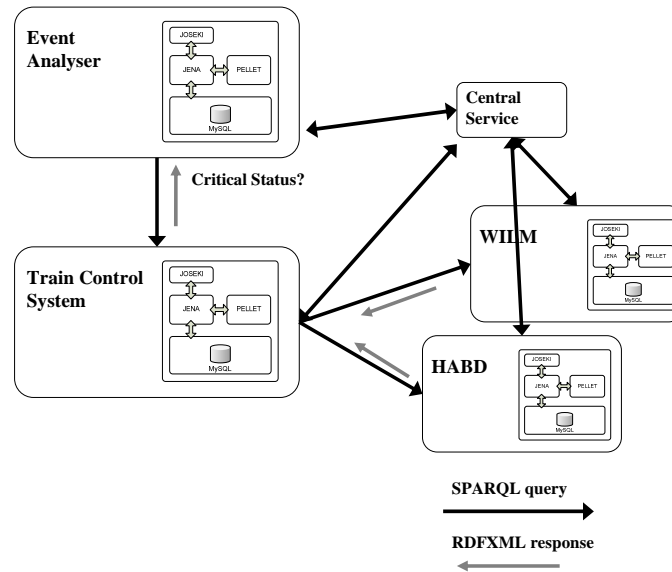 Event
Analyser
JOSEKI
JENA
PELLET
MySQL
Central
Service
Critical Status?
Train Control
System
JOSEKI
JENA
PELLET
MySQL
WILM
JOSEKI
JENA
PELLET
MySQL
HABD
JOSEKI
JENA
PELLET
MySQL
SPARQL query
RDFXML response